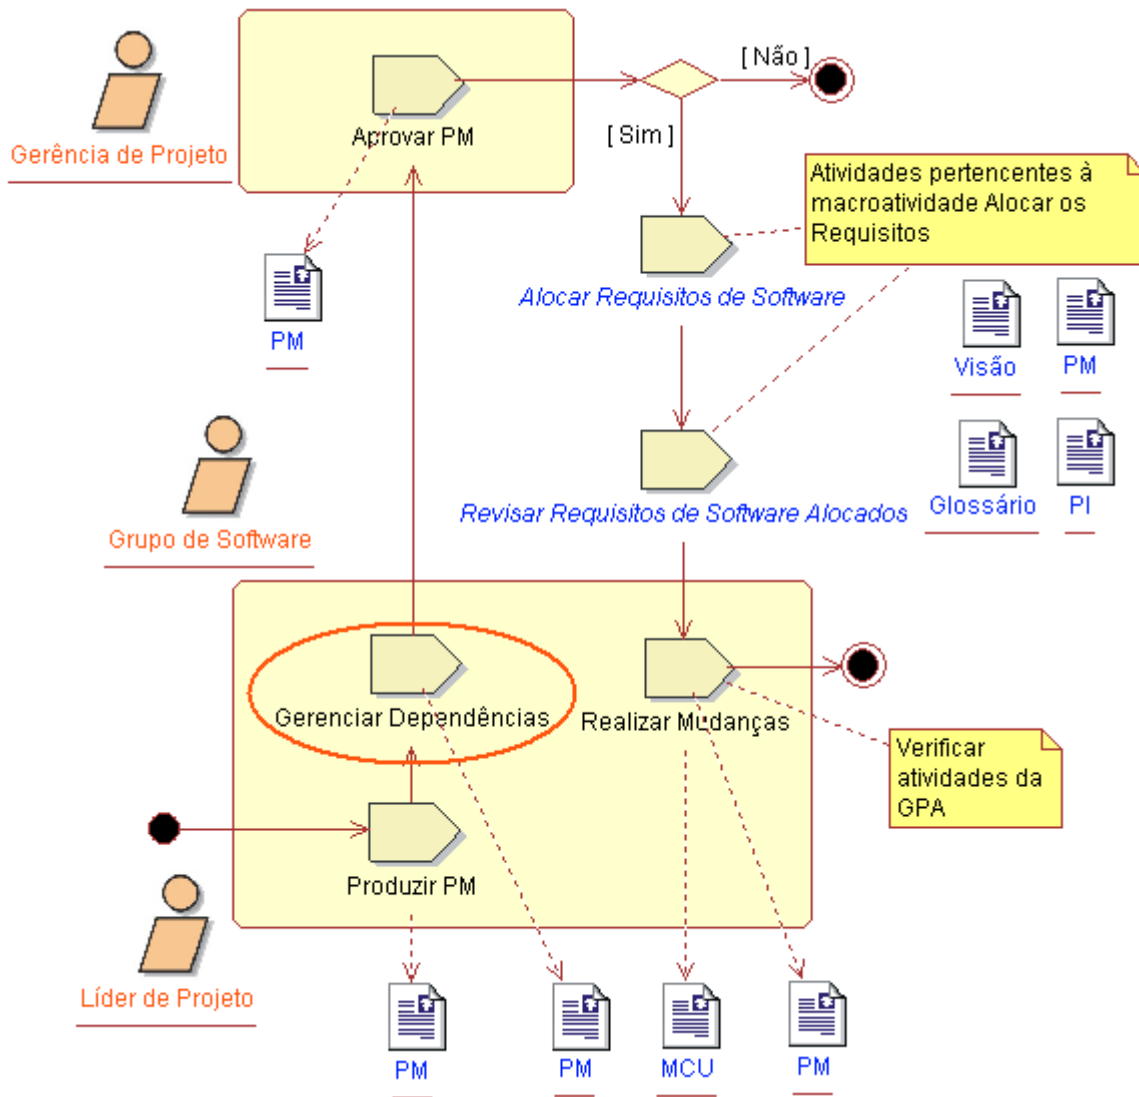 [ Não ]
Aprovar PM
[ Sim ]
Gerência de Projeto
Atividades pertencentes à
macroatividade Alocar os
Requisitos
Alocar Requisitos de Software
PM
Visão
PM
Grupo de Software
Revisar Requisitos de Software Alocados
Glossário
PI
Gerenciar Dependências
Realizar Mudanças
Verificar
atividades da
GPA
Produzir PM
Líder de Projeto
PM
PM
MCU
PM